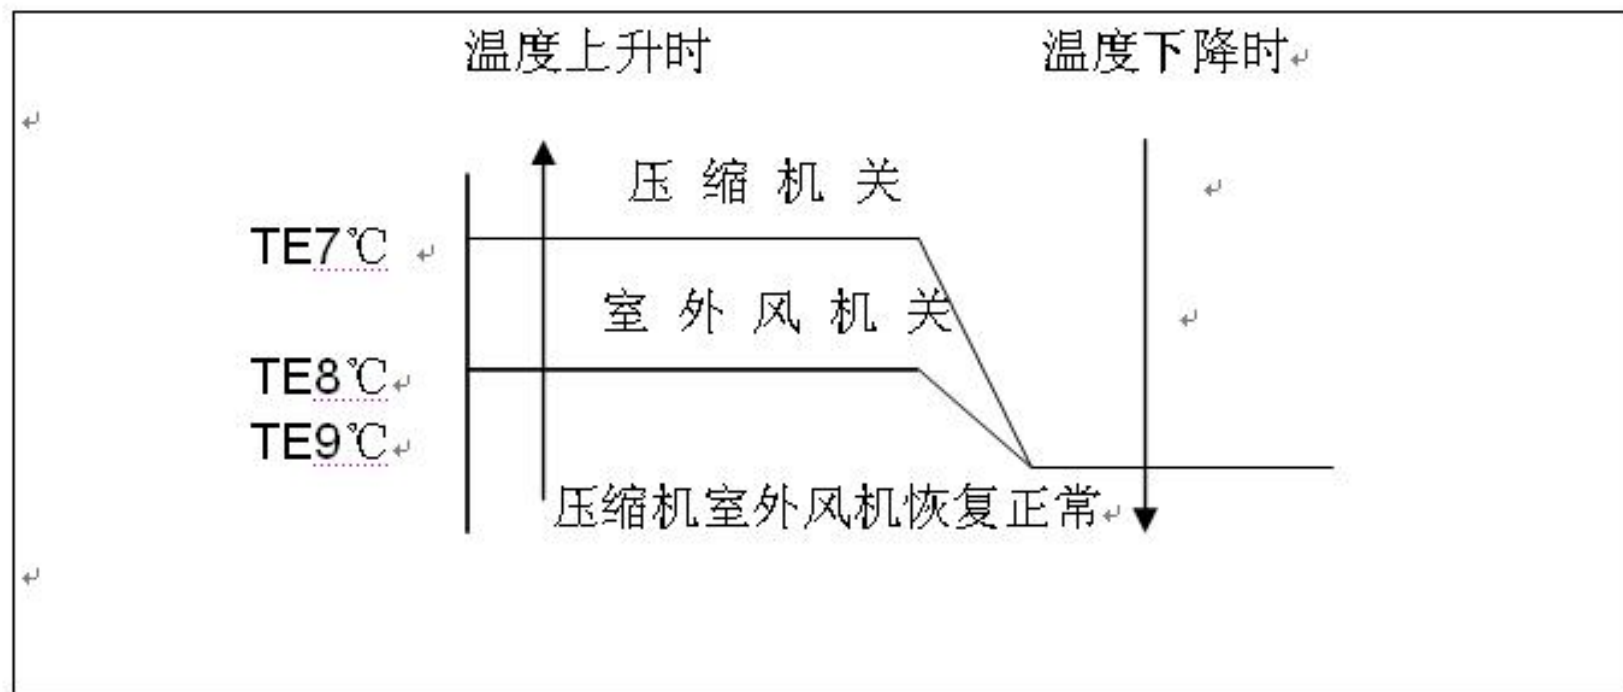 温度上升时 温度下降时
压 缩 机 关
TE7℃
室 外 风 机 关
TE8℃
TE9℃
压缩机室外风机恢复正常